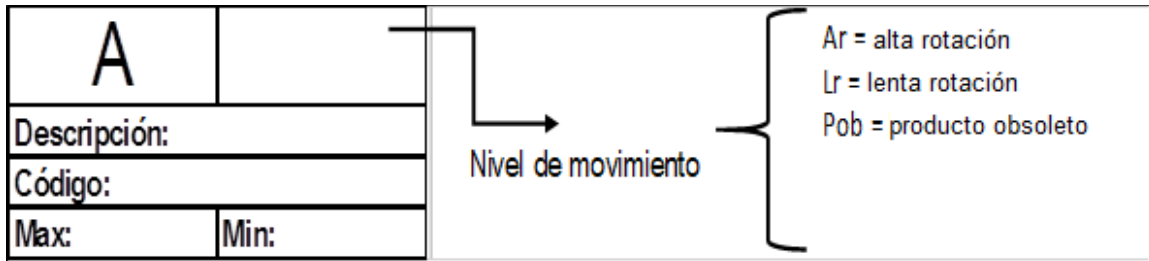 A
Descripción:
Código:
Max: Min:
Nivel de movimiento
Ar = alta rotación
Lr = lenta rotación
Pob = producto obsoleto